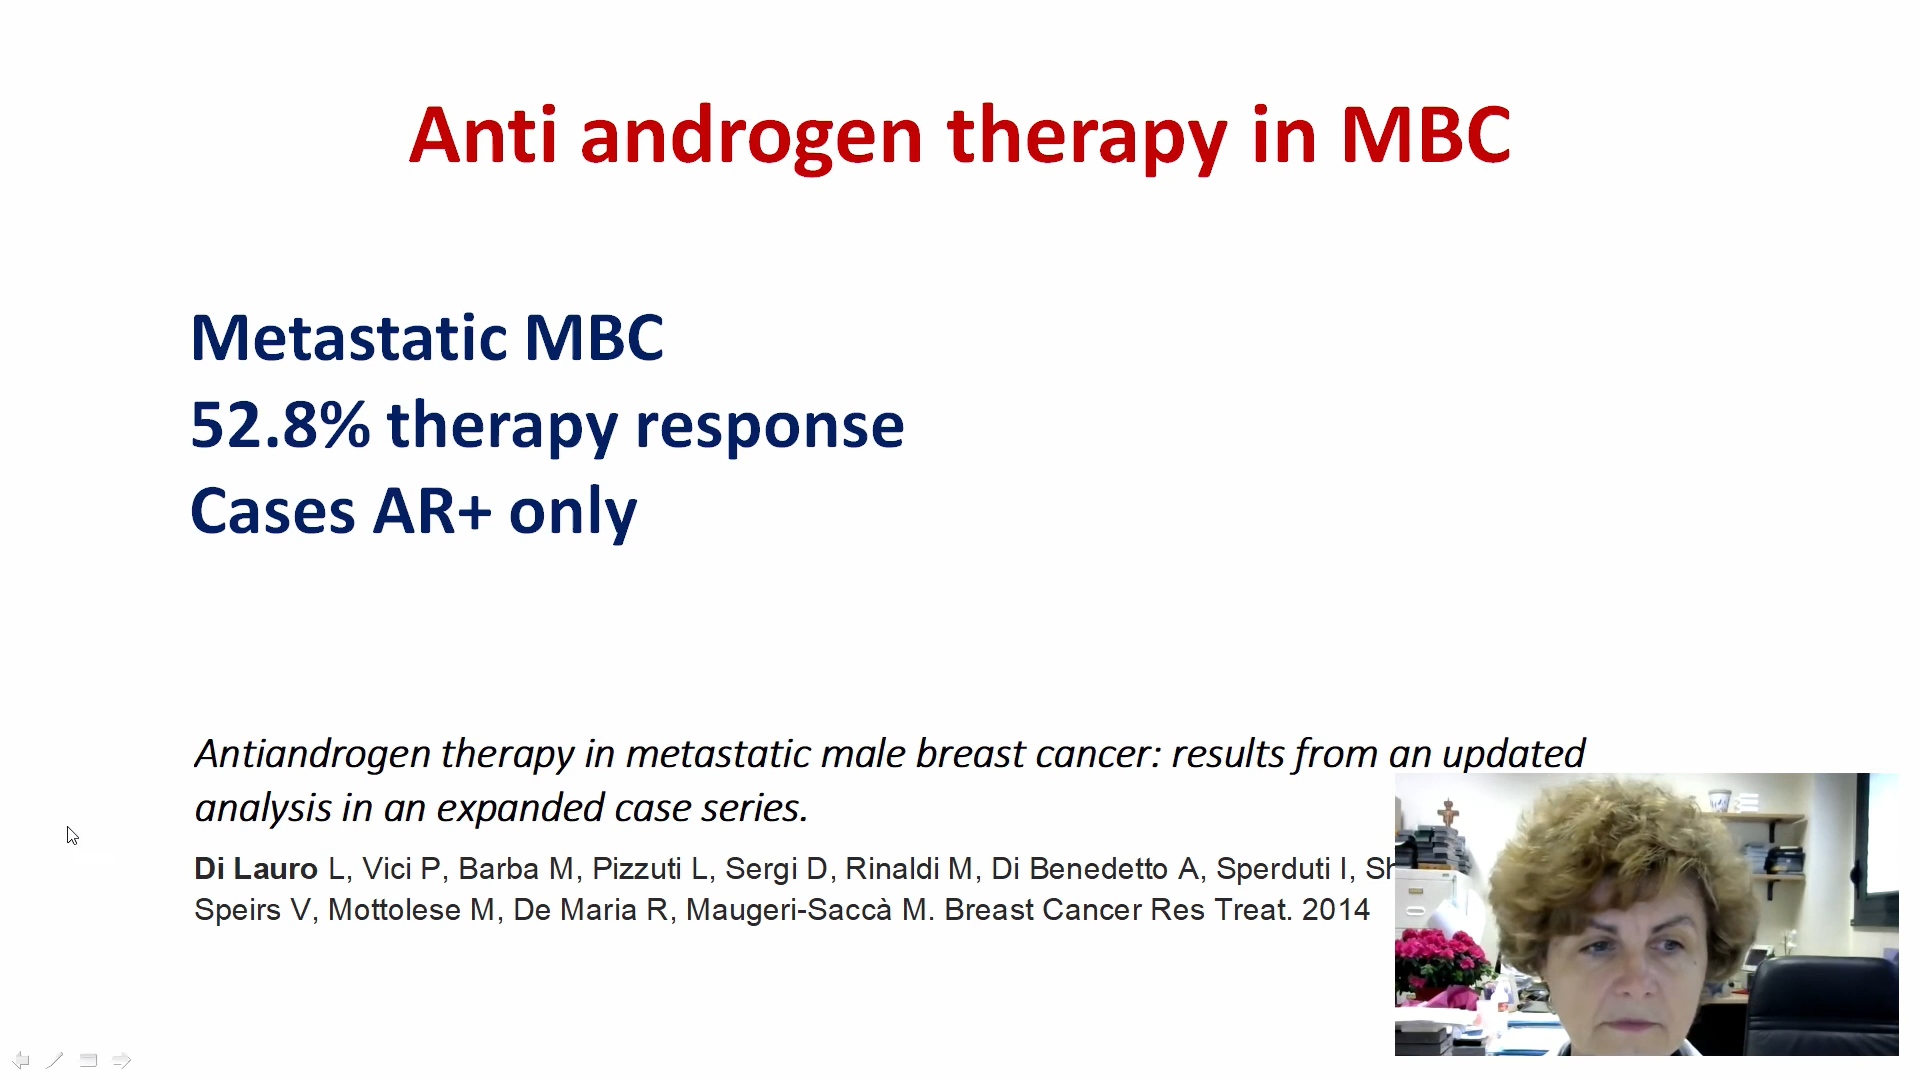 Anti androgen therapy in MBC
Metastatic MBC
52.8% therapy response
Cases AR+ only
Antiandrogen therapy in metastatic male breast cancer: results from an updated
analysis in an expanded case series.
Di Lauro L, Vici P, Barba M, Pizzuti L, Sergi D, Rinaldi M, Di Benedetto A, Sperduti I,
Speirs V, Mottolese M, De Maria R, Maugeri-Saccà M. Breast Cancer Res Treat. 2014